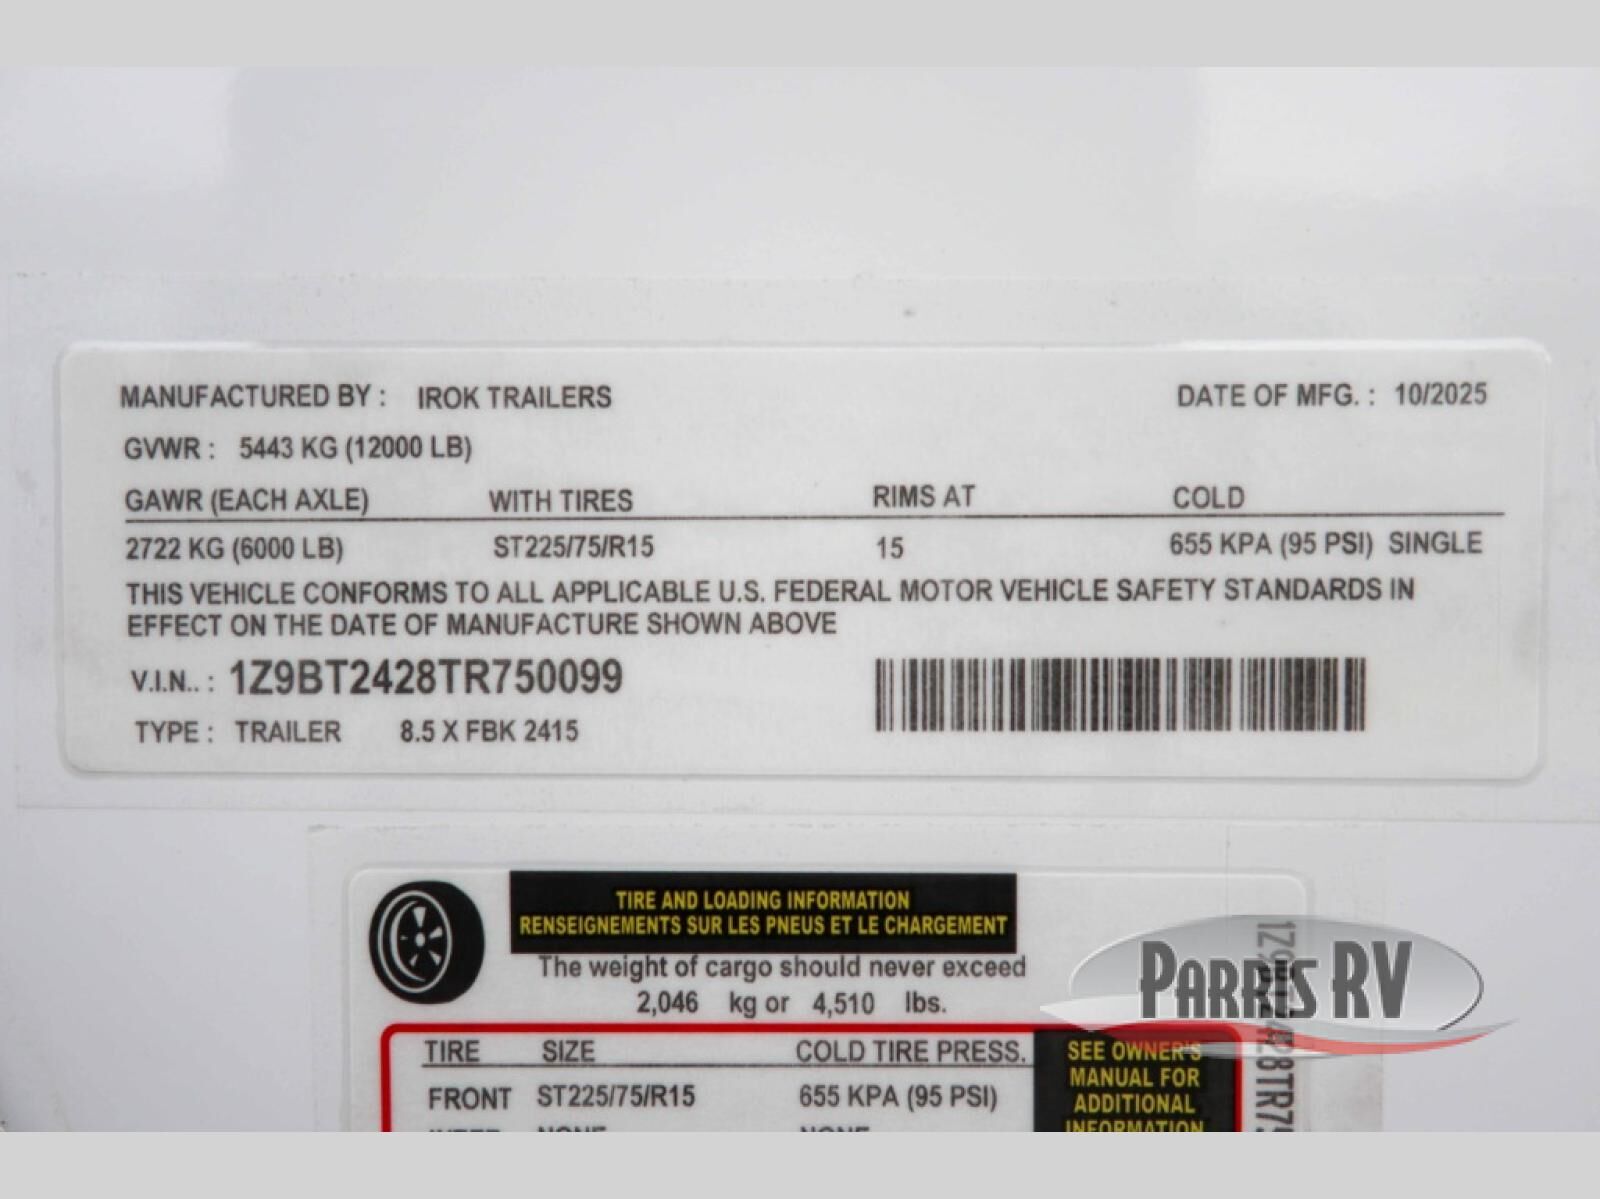 MANUFACTURED BY : IROK TRAILERS DATE OF MFG. : 10/2025
GVWR : 5443 KG (12000 LB)
GAWR (EACH AXLE) WITH TIRES RIMS AT COLD
2722 KG (6000 LB) ST225/75/R15 15 655 KPA (95 PSI) SINGLE
THIS VEHICLE CONFORMS TO ALL APPLICABLE U.S. FEDERAL MOTOR VEHICLE SAFETY STANDARDS IN
EFFECT ON THE DATE OF MANUFACTURE SHOWN ABOVE
V.I.N.. : 1Z9BT2428TR750099
TYPE : TRAILER 8.5 X FBK 2415
TIRE AND LOADING INFORMATION
RENSEIGNEMENTS SUR LES PNEUS ET LE CHARGEMENT
The weight of cargo should never exceed
2,046 kg or 4,510 lbs.
TIRE SIZE COLD TIRE PRESS.
FRONT ST225/75/R15 655 KPA (95 PSI)
SEE OWNER'S
MANUAL FOR
ADDITIONAL
INFORMATION
PARRIS RV